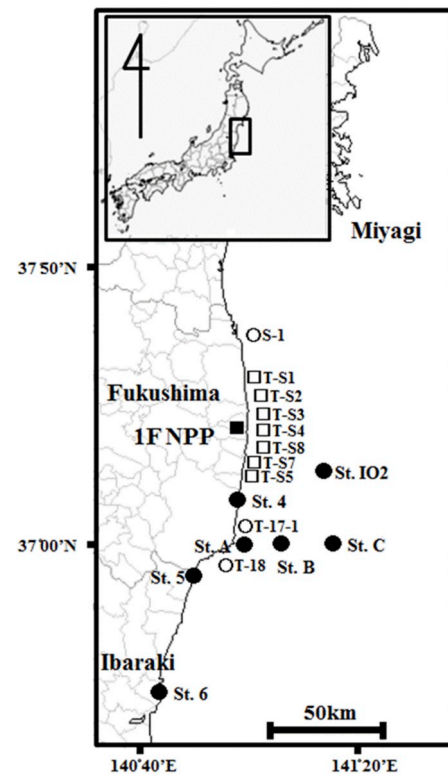 Miyagi
37°50'N
S-1
T-S1
Fukushima
T-S2
T-S3
1F NPP
T-S4
T-S8
T-S7
St. IO2
T-S5
St. 4
T-17-1
37°00'N
St. A
St. B
St. C
T-18
St. 5
Ibaraki
St. 6
50km
140°40'E
141°20'E